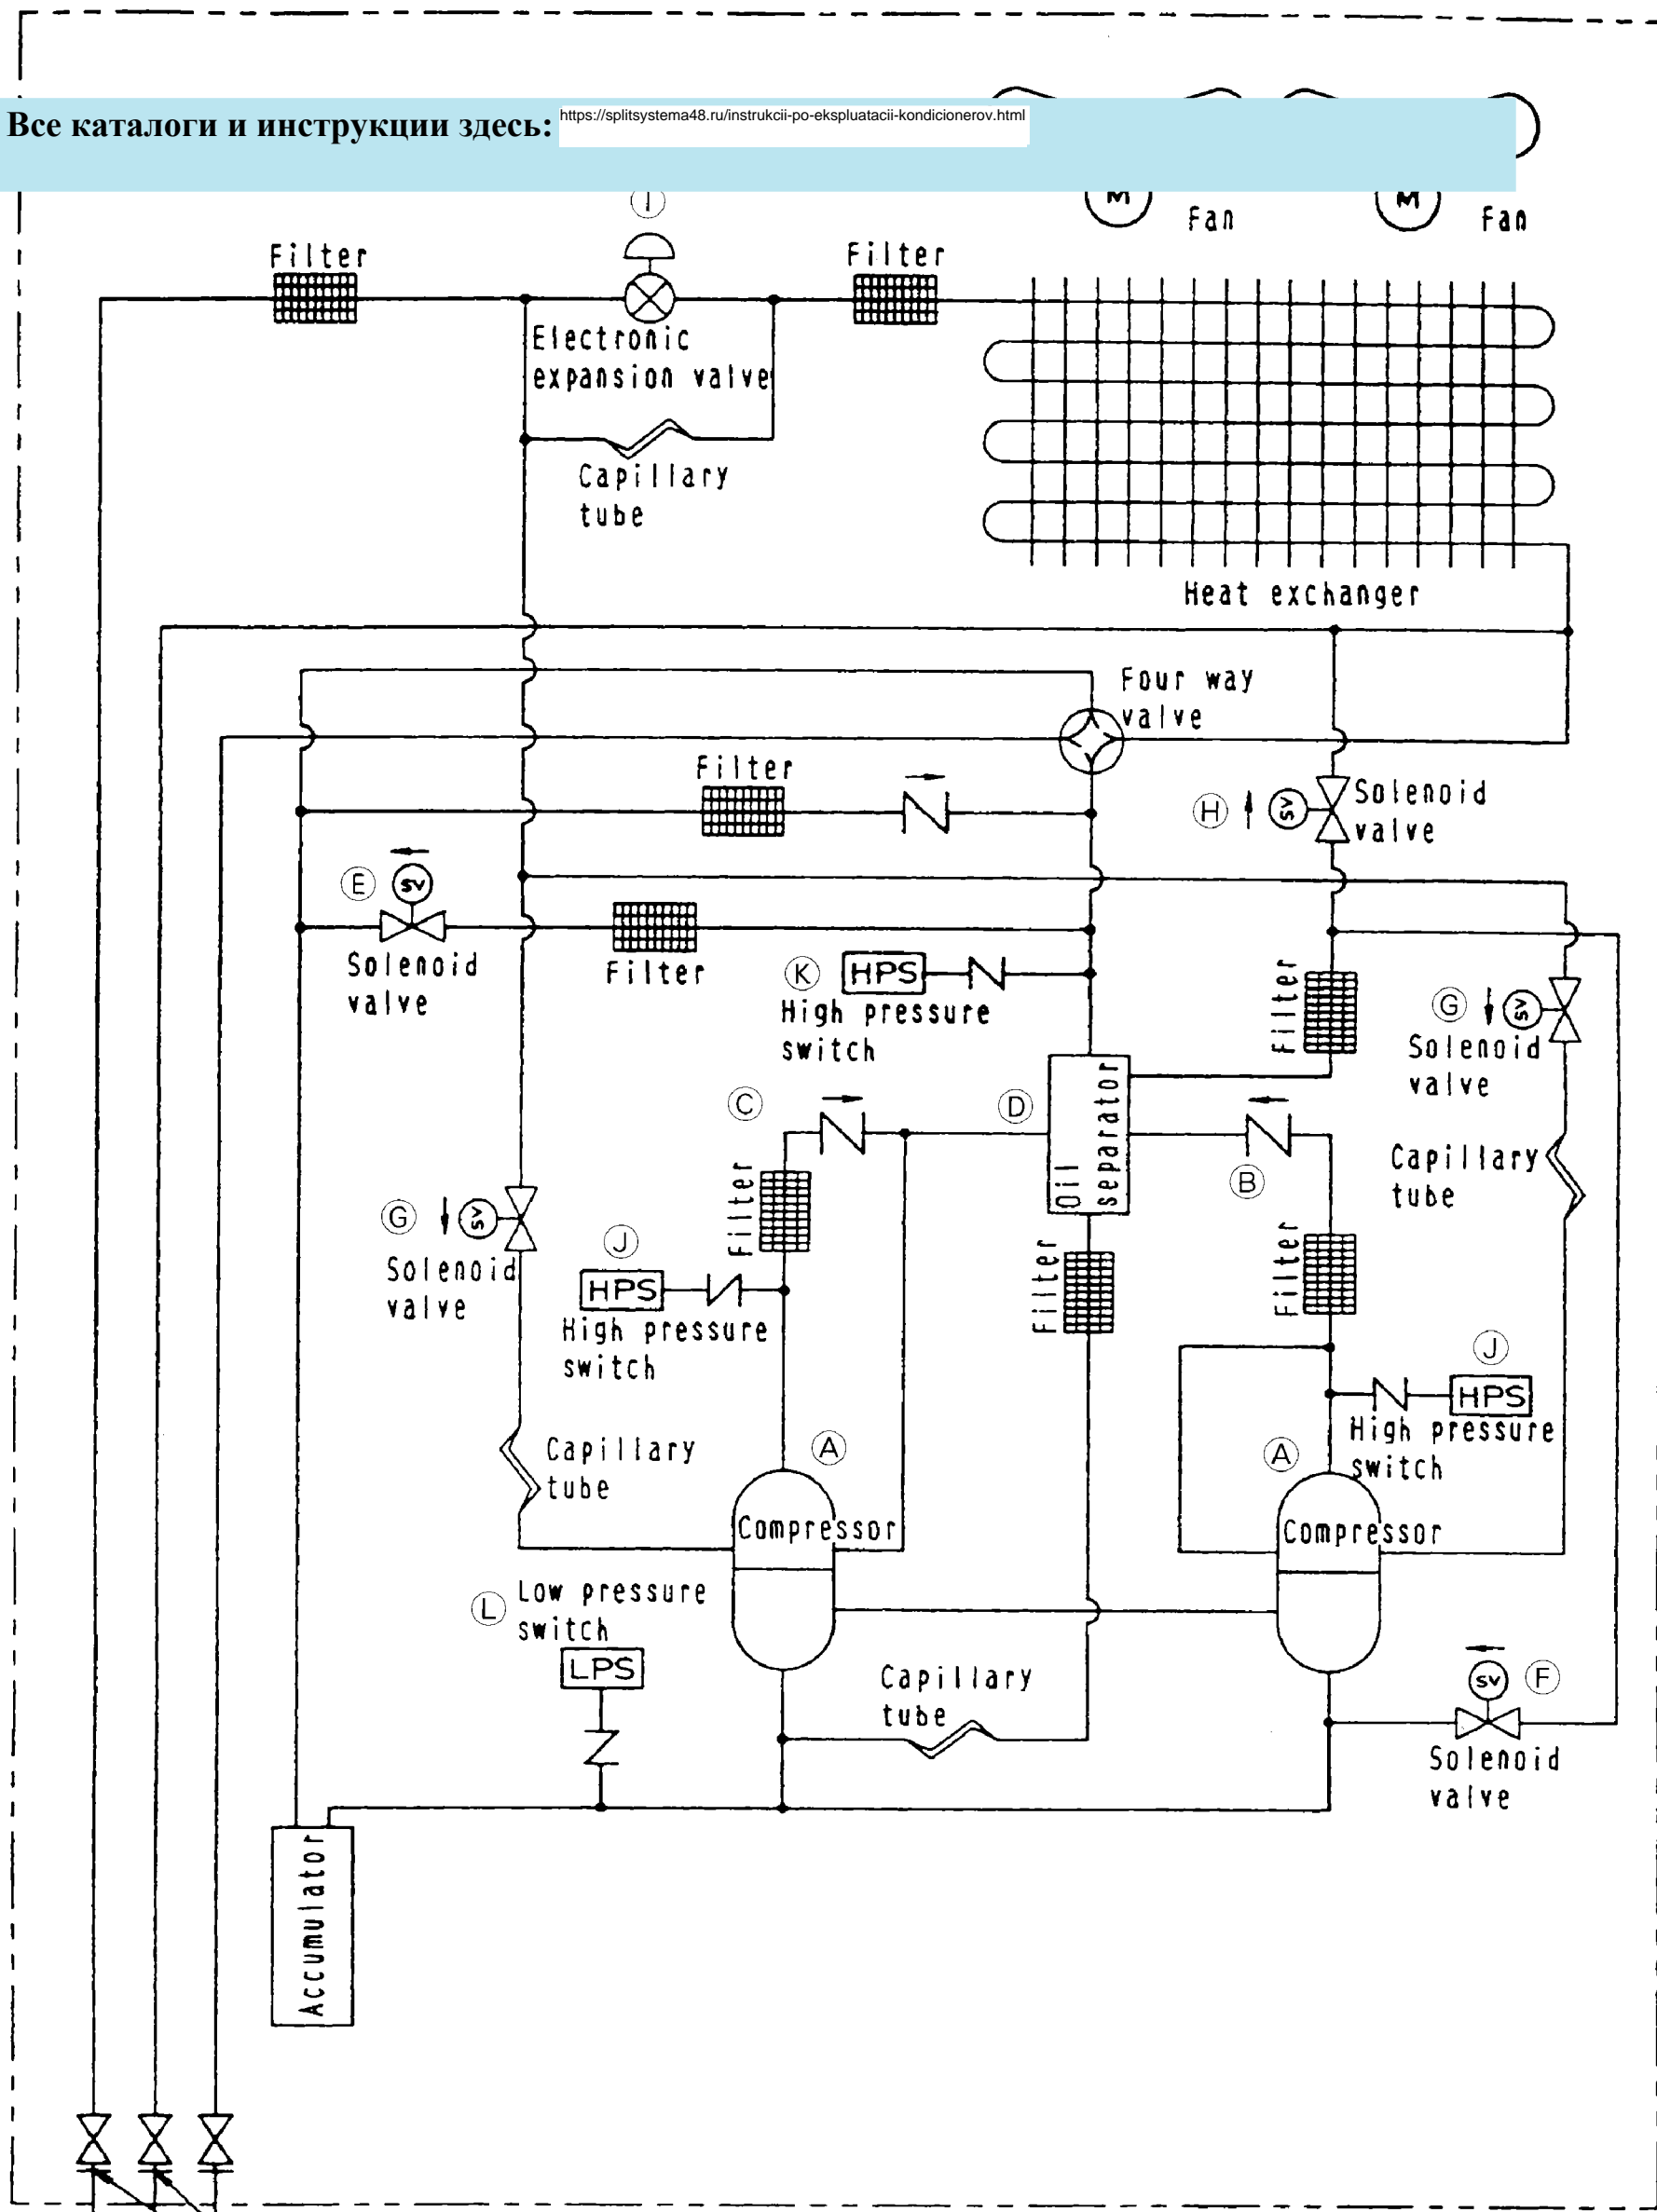 Все каталоги и инструкции здесь: https://splitsystema48.ru/instrukcii-po-ekspluatacii-kondicionerov.html
I
M
Fan
M
Fan
Filter
Filter
Electronic
expansion valve
Capillary
tube
Heat exchanger
Four way
valve
Filter
H
SV
Solenoid
valve
E
SV
Solenoid
valve
Filter
K
HPS
High pressure
switch
Filter
G
SV
Solenoid
valve
C
D
Oil
separator
B
Filter
Capillary
tube
G
SV
Solenoid
valve
J
HPS
High pressure
switch
Filter
Filter
J
HPS
High pressure
switch
Capillary
tube
A
Compressor
A
Compressor
L
Low pressure
switch
LPS
Capillary
tube
SV
F
Solenoid
valve
Accumulator